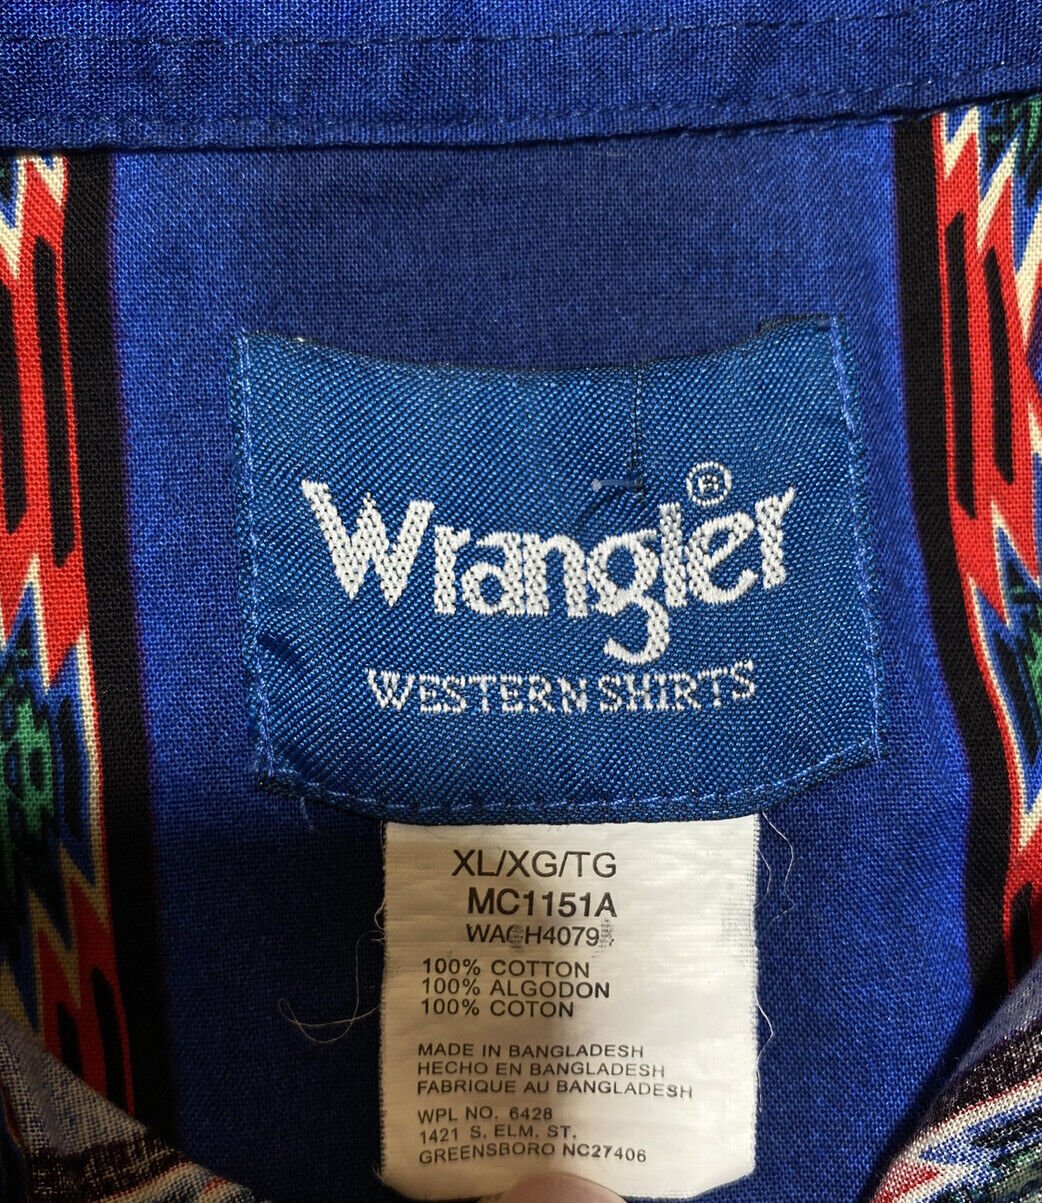 Wrangler®
WESTERN SHIRTS
XL/XG/TG
MC1151A
100% COTTON
100% ALGODON
100% COTON
MADE IN BANGLADESH
HECHO EN BANGLADESH
FABRIQUE AU BANGLADESH
WPL NO. 6428
1421 S. ELM, ST.
GREENSBORO NC27406